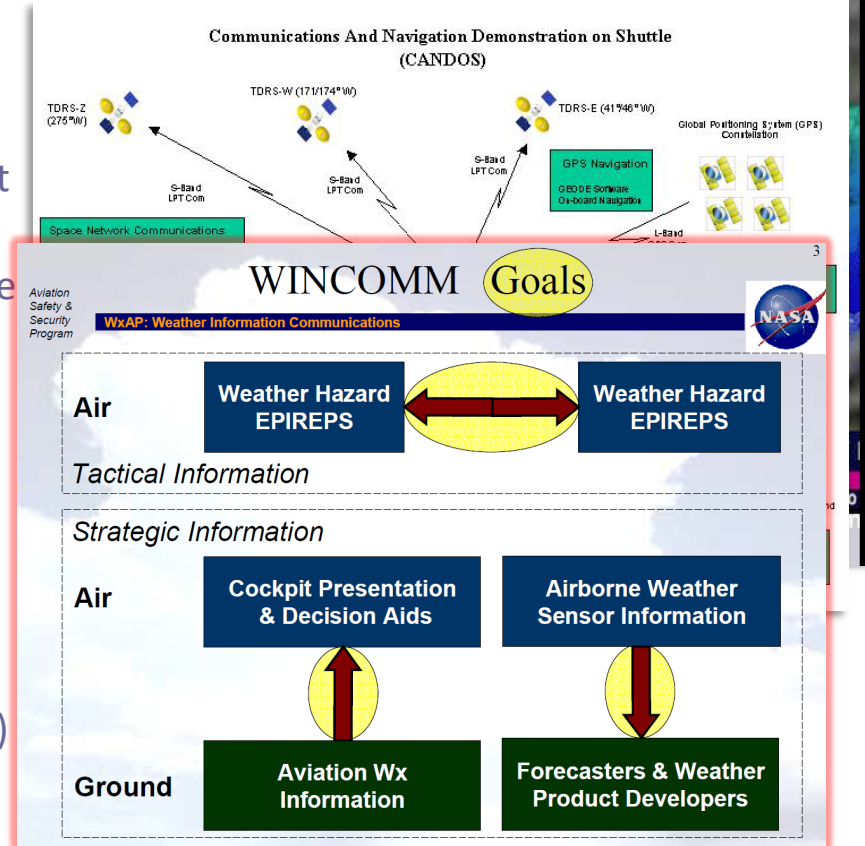 Communications And Navigation Demonstration on Shuttle
(CANDOS)
TDRS-Z
(275°W)
TDRS-W (171/174° W)
TDRS-E (41°/46° W)
Global Positioning System (GPS)
Constellation
S-Band
LPT Com
S-Band
LPT Com
S-Band
LPT Com
GPS Navigation
GEODE Software
On-board Navigation
L-Band
Space Network Communications
3
WINCOMM Goals
Aviation
Safety &
Security
Program
WxAP: Weather Information Communications
NASA
Air
Weather Hazard
EPIREPS
Weather Hazard
EPIREPS
Tactical Information
Strategic Information
Air
Cockpit Presentation
& Decision Aids
Airborne Weather
Sensor Information
Ground
Aviation Wx
Information
Forecasters & Weather
Product Developers